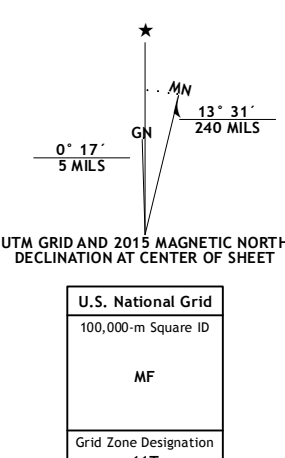 ★
MN
13° 31´
240 MILS
GN
0° 17´
5 MILS
UTM GRID AND 2015 MAGNETIC NORTH
DECLINATION AT CENTER OF SHEET
U.S. National Grid
100,000-m Square ID
MF
Grid Zone Designation